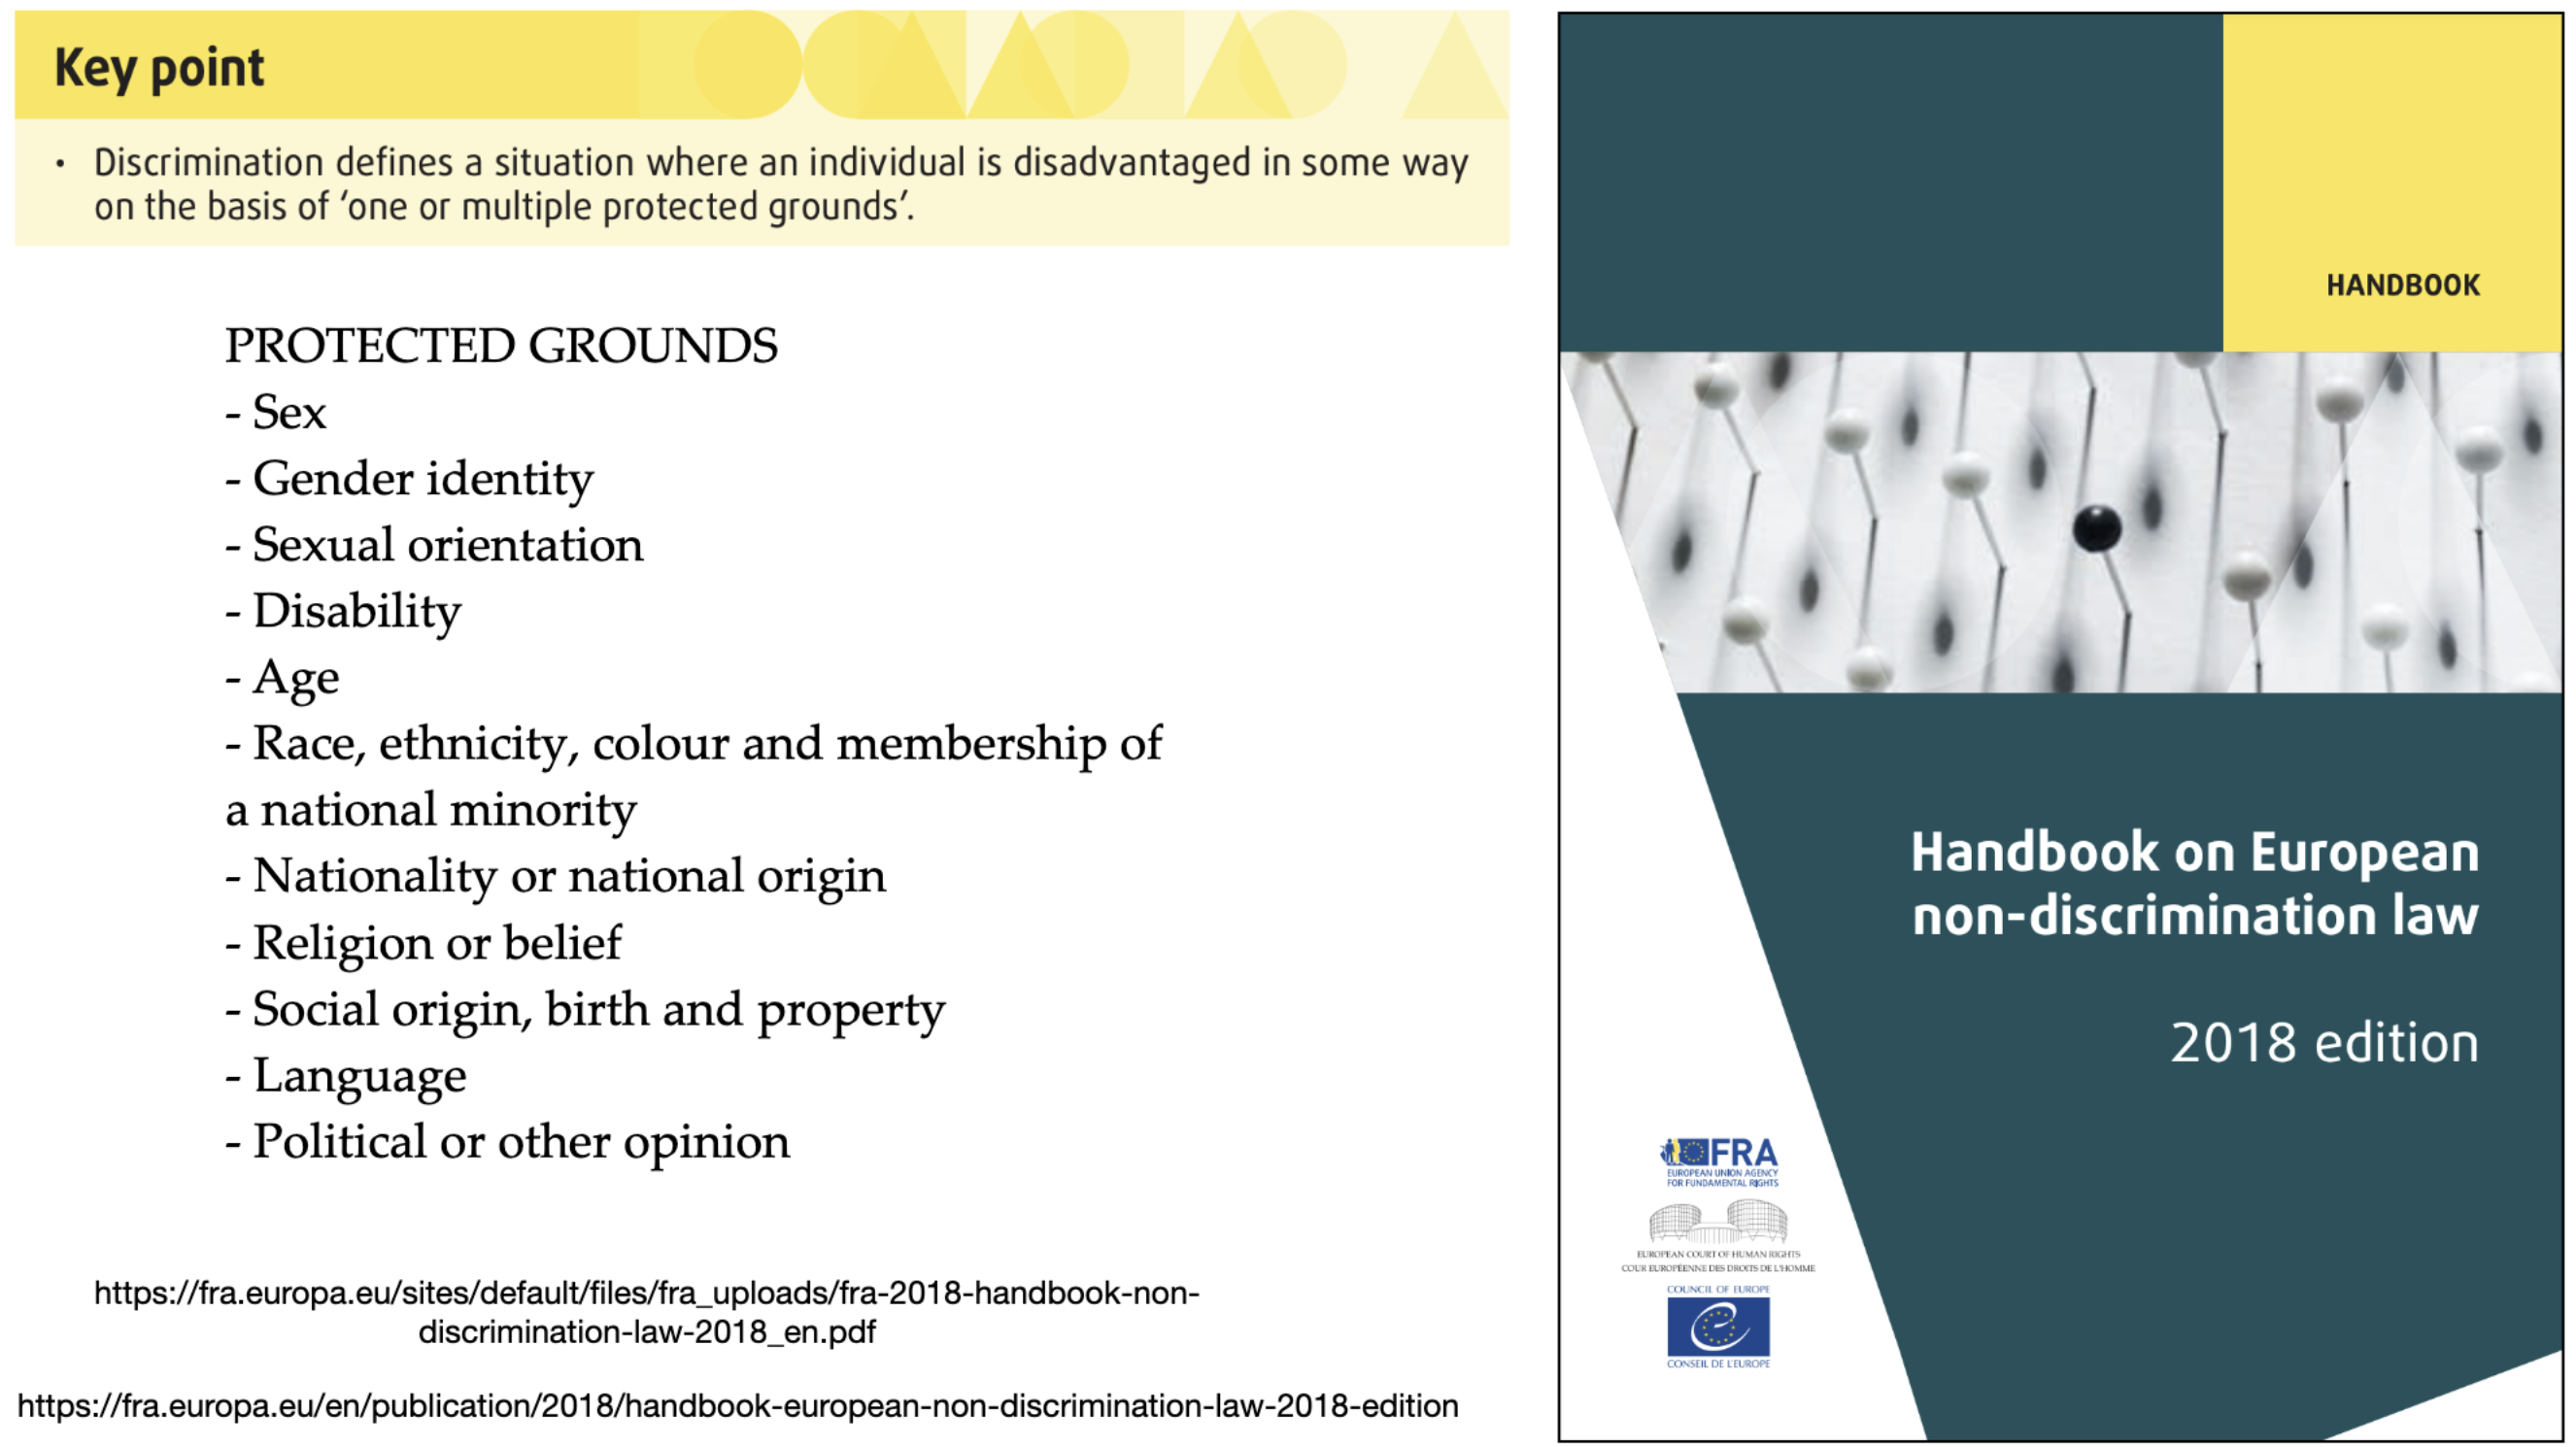 Key point
• Discrimination defines a situation where an individual is disadvantaged in some way
on the basis of ‘one or multiple protected grounds’.
PROTECTED GROUNDS
- Sex
- Gender identity
- Sexual orientation
- Disability
- Age
- Race, ethnicity, colour and membership of
a national minority
- Nationality or national origin
- Religion or belief
- Social origin, birth and property
- Language
- Political or other opinion
https://fra.europa.eu/sites/default/files/fra_uploads/fra-2018-handbook-non-
discrimination-law-2018_en.pdf
https://fra.europa.eu/en/publication/2018/handbook-european-non-discrimination-law-2018-edition
HANDBOOK
Handbook on European
non-discrimination law
2018 edition
FRA
EUROPEAN UNION AGENCY
FOR FUNDAMENTAL RIGHTS
EUROPEAN COURT OF HUMAN RIGHTS
COUR EUROPÉENNE DES DROITS DE L'HOMME
COUNCIL OF EUROPE
CONSEIL DE L'EUROPE